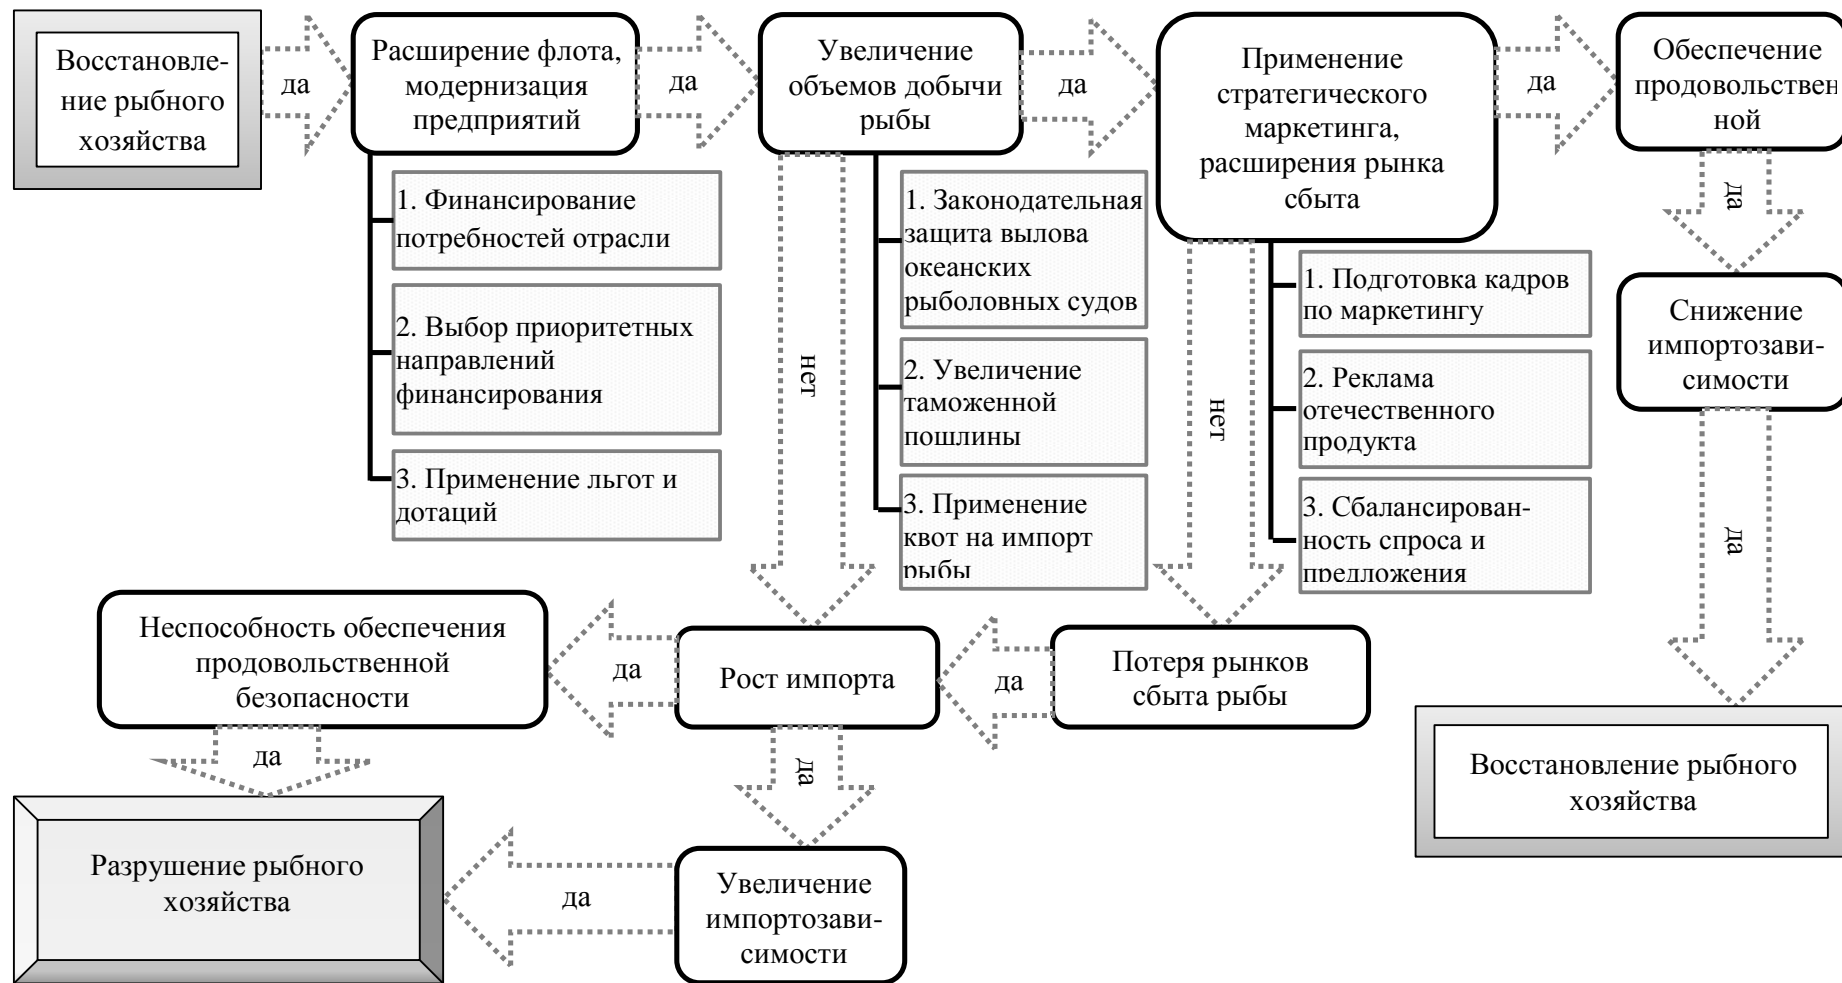 Восстановле-
ние рыбного
хозяйства
да
Расширение флота,
модернизация
предприятий
да
Увеличение
объемов добычи
рыбы
да
Применение
стратегического
маркетинга,
расширения рынка
сбыта
да
Обеспечение
продовольствен
ной
1. Финансирование
потребностей отрасли
2. Выбор приоритетных
направлений
финансирования
3. Применение льгот и
дотаций
нет
1. Законодательная
защита вылова
океанских
рыболовных судов
2. Увеличение
таможенной
пошлины
3. Применение
квот на импорт
рыбы
нет
1. Подготовка кадров
по маркетингу
2. Реклама
отечественного
продукта
3. Сбалансирован-
ность спроса и
предложения
да
Снижение
импортозави-
симости
да
Неспособность обеспечения
продовольственной
безопасности
да
Рост импорта
да
Потеря рынков
сбыта рыбы
да
да
Восстановление рыбного
хозяйства
Разрушение рыбного
хозяйства
да
Увеличение
импортозави-
симости